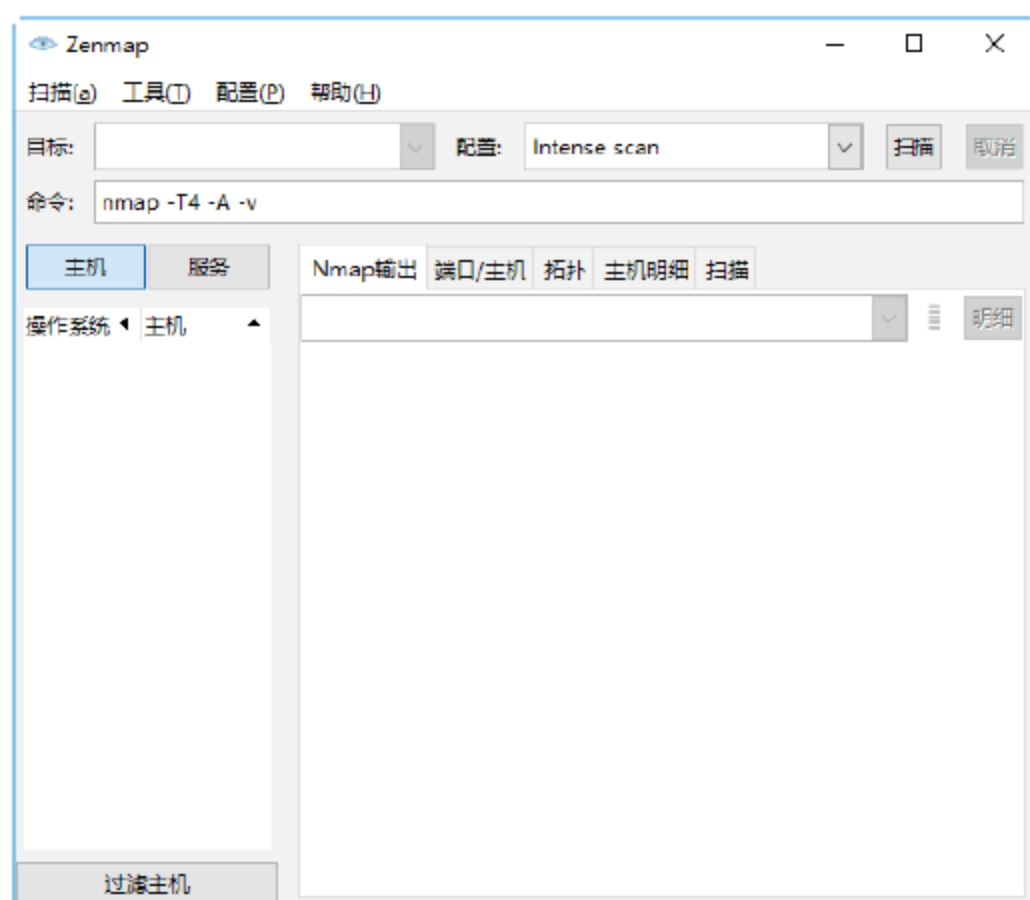 Zenmap
扫描(a) 工具(T) 配置(P) 帮助(H)
目标: 配置: Intense scan 扫描 取消
命令: nmap -T4 -A -v
主机 服务 Nmap输出 端口/主机 拓扑 主机明细 扫描
操作系统 主机 明细
过滤主机